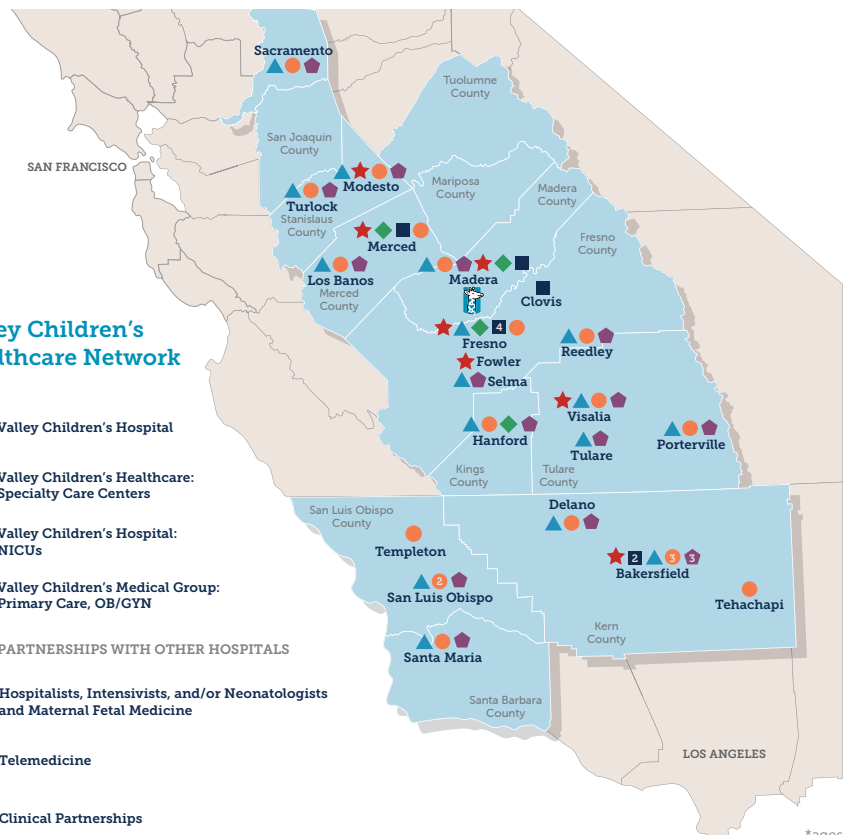 Sacramento
Tuolumne
County
San Joaquin
County
SAN FRANCISCO
Modesto
Mariposa
County
Madera
County
Turlock
Stanislaus
County
Fresno
County
Merced
Los Banos
Merced
County
Madera
Clovis
4
Fresno
Reedley
Fowler
Selma
ey Children's
lthcare Network
Visalia
Hanford
Tulare
Porterville
Kings
County
Tulare
County
Valley Children's Hospital
Valley Children's Healthcare:
Specialty Care Centers
Valley Children's Hospital:
NICUs
Valley Children's Medical Group:
Primary Care, OB/GYN
PARTNERSHIPS WITH OTHER HOSPITALS
Hospitalists, Intensivists, and/or Neonatologists
and Maternal Fetal Medicine
Telemedicine
Clinical Partnerships
San Luis Obispo
County
Delano
Templeton
2 3 3
Bakersfield
2
San Luis Obispo
Tehachapi
Kern
County
Santa Maria
Santa Barbara
County
LOS ANGELES
*ages